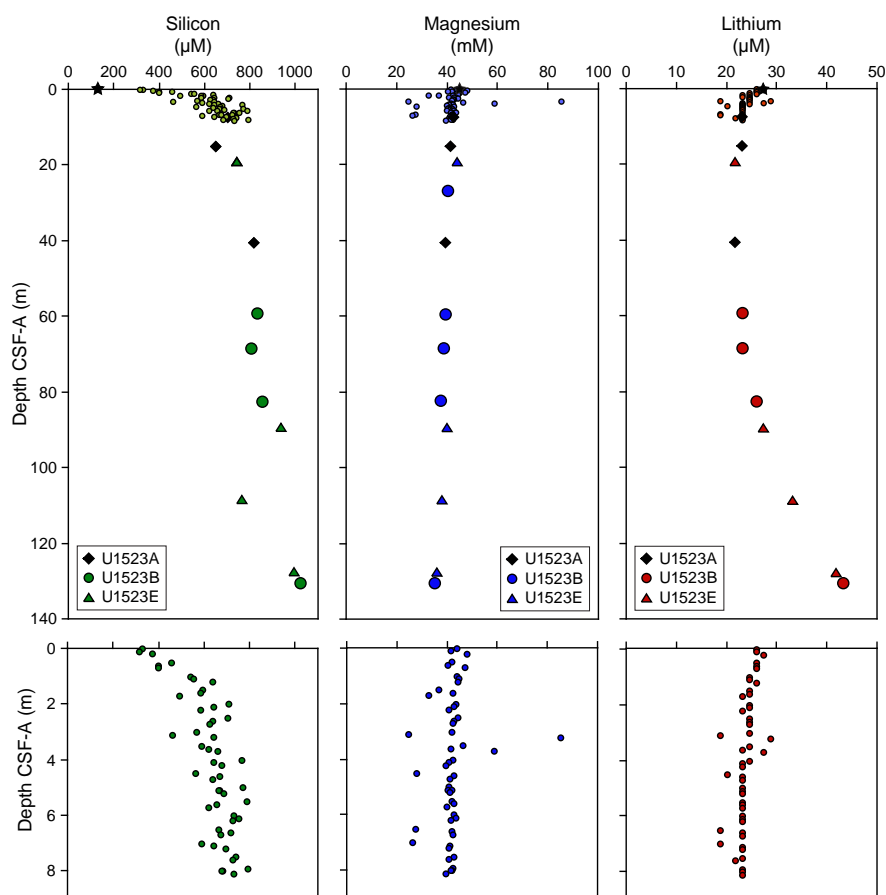 Silicon
(µM)
Magnesium
(mM)
Lithium
(µM)
0 200 400 600 800 1000
0 20 40 60 80 100
0 10 20 30 40 50
0
20
40
60
80
100
120
140
Depth CSF-A (m)
U1523A
U1523B
U1523E
U1523A
U1523B
U1523E
U1523A
U1523B
U1523E
0
2
4
6
8
Depth CSF-A (m)